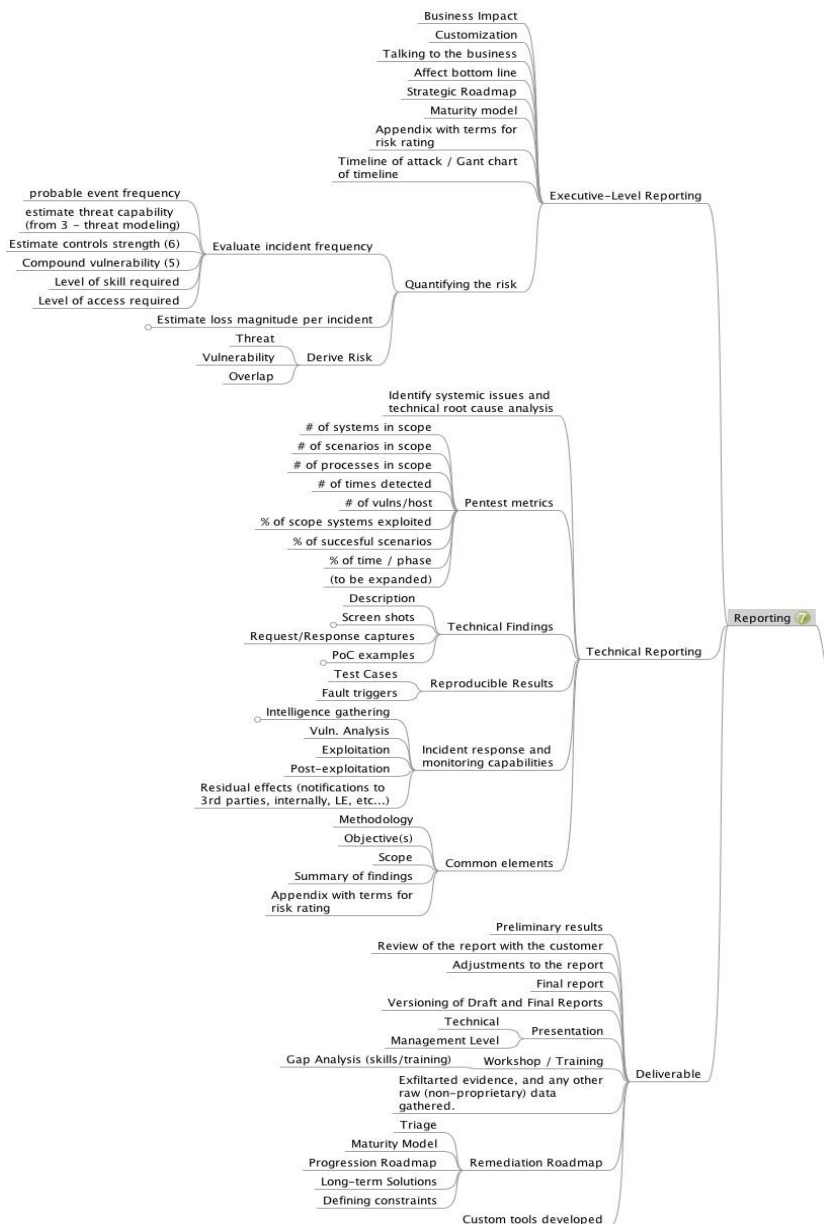 Business Impact
Customization
Talking to the business
Affect bottom line
Strategic Roadmap
Maturity model
Appendix with terms for
risk rating
Timeline of attack / Gant chart
of timeline
Executive-Level Reporting
probable event frequency
estimate threat capability
(from 3 - threat modeling)
Estimate controls strength (6)
Compound vulnerability (5)
Level of skill required
Level of access required
Evaluate incident frequency
Quantifying the risk
Estimate loss magnitude per incident
Threat
Vulnerability
Overlap
Derive Risk
Identify systemic issues and
technical root cause analysis
# of systems in scope
# of scenarios in scope
# of processes in scope
# of times detected
# of vulns/host
% of scope systems exploited
% of succesful scenarios
% of time / phase
(to be expanded)
Pentest metrics
Description
Screen shots
Request/Response captures
PoC examples
Technical Findings
Test Cases
Fault triggers
Reproducible Results
Technical Reporting
Reporting 7
Intelligence gathering
Vuln. Analysis
Exploitation
Post-exploitation
Residual effects (notifications to
3rd parties, internally, LE, etc...)
Incident response and
monitoring capabilities
Methodology
Objective(s)
Scope
Summary of findings
Appendix with terms for
risk rating
Common elements
Preliminary results
Review of the report with the customer
Adjustments to the report
Final report
Versioning of Draft and Final Reports
Technical
Management Level
Presentation
Gap Analysis (skills/training)
Workshop / Training
Exfiltarted evidence, and any other
raw (non-proprietary) data
gathered.
Deliverable
Triage
Maturity Model
Progression Roadmap
Long-term Solutions
Defining constraints
Remediation Roadmap
Custom tools developed